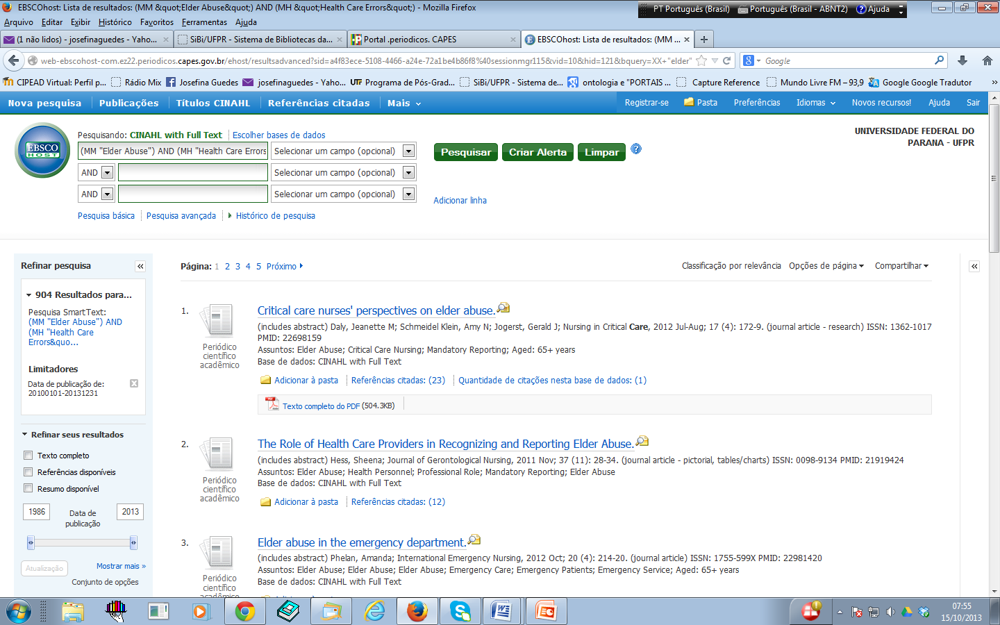 EBSCOhost: Lista de resultados: (MM &quot;Elder Abuse&quot;) AND (MH &quot;Health Care Errors&quot;) - Mozilla Firefox
PT Português (Brasil) Português (Brasil - ABNT2) Ajuda
Arquivo Editar Exibir Histórico Favoritos Ferramentas Ajuda
(1 não lidos) - josefinaguedes - Yaho... SiBi/UFPR - Sistema de Bibliotecas da... Portal .periodicos. CAPES EBSCOhost: Lista de resultados: (MM ...
web-ebscohost-com.ez22.periodicos.capes.gov.br/ehost/resultsadvanced?sid=a4f83ece-5108-4466-a24e-72a1be4b86f8%40sessionmgr115&vid=10&hid=121&bquery=XX+"elder" Google
CIPEAD Virtual: Perfil p... Rádio Mix Josefina Guedes josefinaguedes - Yaho... UTF Programa de Pós-Grad... SiBi/UFPR - Sistema de... ontologia e "PORTAIS ... Capture Reference Mundo Livre FM – 93,9 Google Google Tradutor
Nova pesquisa Publicações Títulos CINAHL Referências citadas Mais Registrar-se Pasta Preferências Idiomas Novos recursos! Ajuda Sair
UNIVERSIDADE FEDERAL DO
PARANA - UFPR
EBSCO
HOST
Pesquisando: CINAHL with Full Text Escolher bases de dados
(MM "Elder Abuse") AND (MH "Health Care Errors Selecionar um campo (opcional) Pesquisar Criar Alerta Limpar
AND Selecionar um campo (opcional)
AND Selecionar um campo (opcional) Adicionar linha
Pesquisa básica Pesquisa avançada Histórico de pesquisa
Refinar pesquisa
904 Resultados para...
Pesquisa SmartText:
(MM "Elder Abuse") AND
(MH "Health Care
Errors&quo...
Limitadores
Data de publicação de:
20100101-20131231
Refinar seus resultados
Texto completo
Referências disponíveis
Resumo disponível
1986 Data de publicação 2013
Atualização Mostrar mais »
Conjunto de opções
Página: 1 2 3 4 5 Próximo Classificação por relevância Opções de página Compartilhar
1. Critical care nurses' perspectives on elder abuse.
(includes abstract) Daly, Jeanette M; Schmeidel Klein, Amy N; Jogerst, Gerald J; Nursing in Critical Care, 2012 Jul-Aug; 17 (4): 172-9. (journal article - research) ISSN: 1362-1017
PMID: 22698159
Assuntos: Elder Abuse; Critical Care Nursing; Mandatory Reporting; Aged: 65+ years
Base de dados: CINAHL with Full Text
Periódico
científico
acadêmico
Adicionar à pasta Referências citadas: (23) Quantidade de citações nesta base de dados: (1)
Texto completo do PDF (504.3KB)
2. The Role of Health Care Providers in Recognizing and Reporting Elder Abuse.
(includes abstract) Hess, Sheena; Journal of Gerontological Nursing, 2011 Nov; 37 (11): 28-34. (journal article - pictorial, tables/charts) ISSN: 0098-9134 PMID: 21919424
Assuntos: Elder Abuse; Health Personnel; Professional Role; Mandatory Reporting; Elder Abuse
Base de dados: CINAHL with Full Text
Periódico
científico
acadêmico
Adicionar à pasta Referências citadas: (12)
3. Elder abuse in the emergency department.
(includes abstract) Phelan, Amanda; International Emergency Nursing, 2012 Oct; 20 (4): 214-20. (journal article) ISSN: 1755-599X PMID: 22981420
Assuntos: Elder Abuse; Elder Abuse; Elder Abuse; Emergency Care; Emergency Patients; Emergency Service; Aged: 65+ years
Base de dados: CINAHL with Full Text
Periódico
científico
acadêmico
07:55
15/10/2013